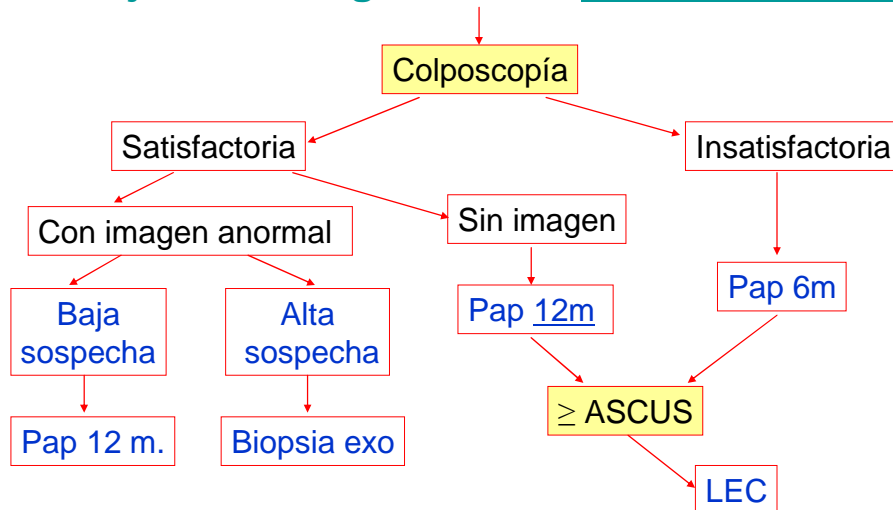 Colposcopía
Satisfactoria
Insatisfactoria
Con imagen anormal
Sin imagen
Baja
sospecha
Alta
sospecha
Pap 12m
Pap 6m
Pap 12 m.
Biopsia exo
≥ ASCUS
LEC